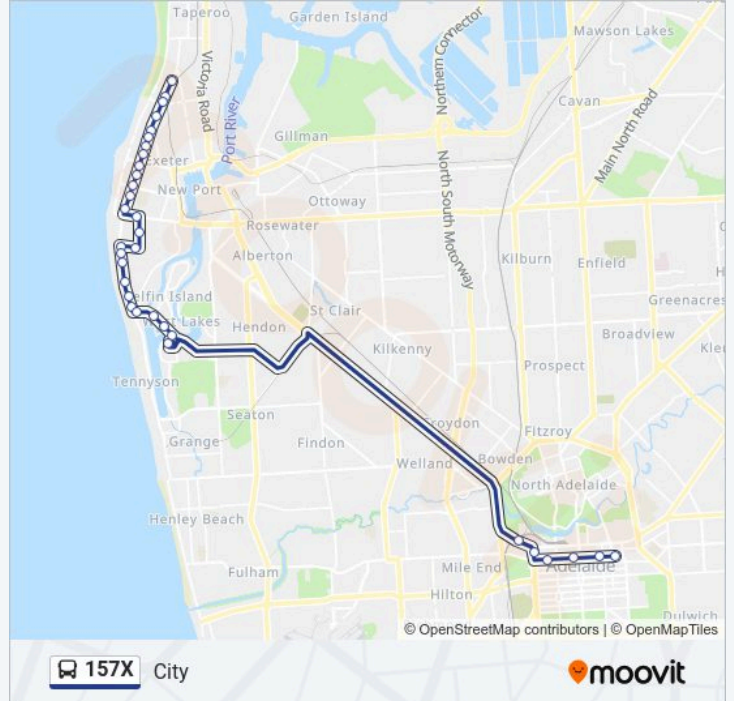 Taperoo
Garden Island
Mawson Lakes
Northern Connector
Victoria Road
Cavan
Main North Road
Port River
Gillman
Exeter
North South Motorway
New Port
Ottoway
Rosewater
Alberton
Kilburn
Enfield
elfin Island
Greenacres
St Clair
Hendon
Kilkenny
Broadview
Prospect
Tennyson
Seaton
Croydon
Fitzroy
Grange
Findon
Welland
Bowden
North Adelaide
Henley Beach
Fulham
Mile End
Adelaide
Hilton
Dulwich
© OpenStreetMap contributors | © OpenMapTiles
157X City
moovit